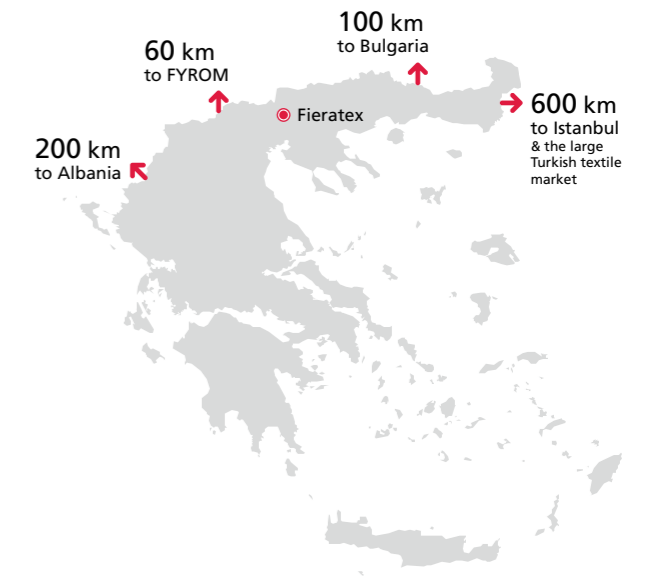 100 km
to Bulgaria
60 km
to FYROM
600 km
to Istanbul
& the large
Turkish textile
market
Fieratex
200 km
to Albania